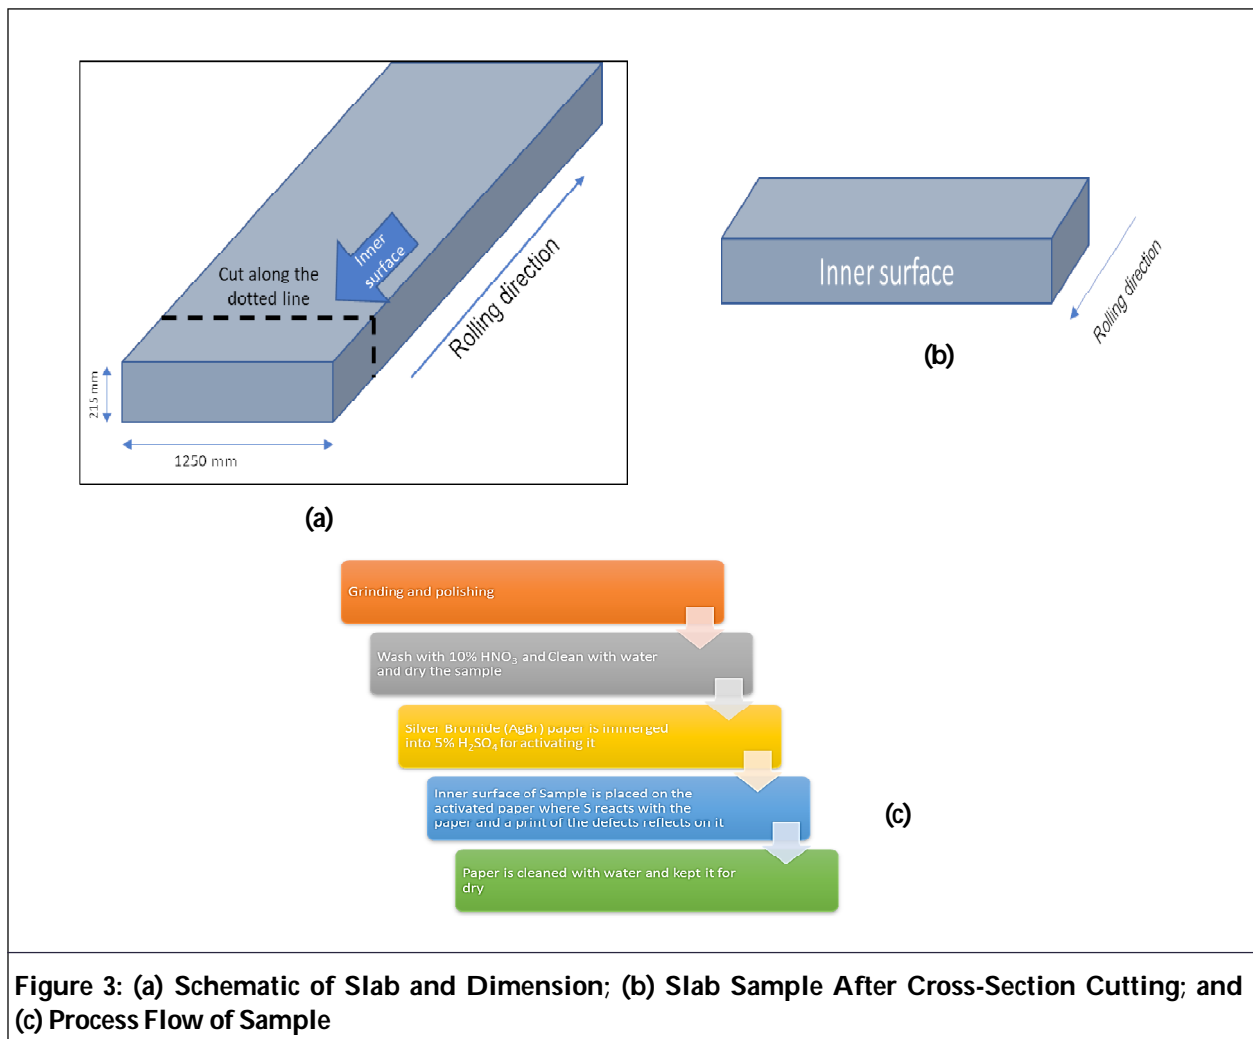 Cut along the
dotted line
Inner
surface
Rolling direction
215 mm
1250 mm
(a)
Inner surface
Rolling direction
(b)
Grinding and polishing
Wash with 10% HNO₃ and Clean with water
and dry the sample
Silver Bromide (AgBr) paper is immerged
into 5% H₂SO₄ for activating it
Inner surface of Sample is placed on the
activated paper where S reacts with the
paper and a print of the defects reflects on it
Paper is cleaned with water and kept it for
dry
(c)
Figure 3: (a) Schematic of Slab and Dimension; (b) Slab Sample After Cross-Section Cutting; and
(c) Process Flow of Sample